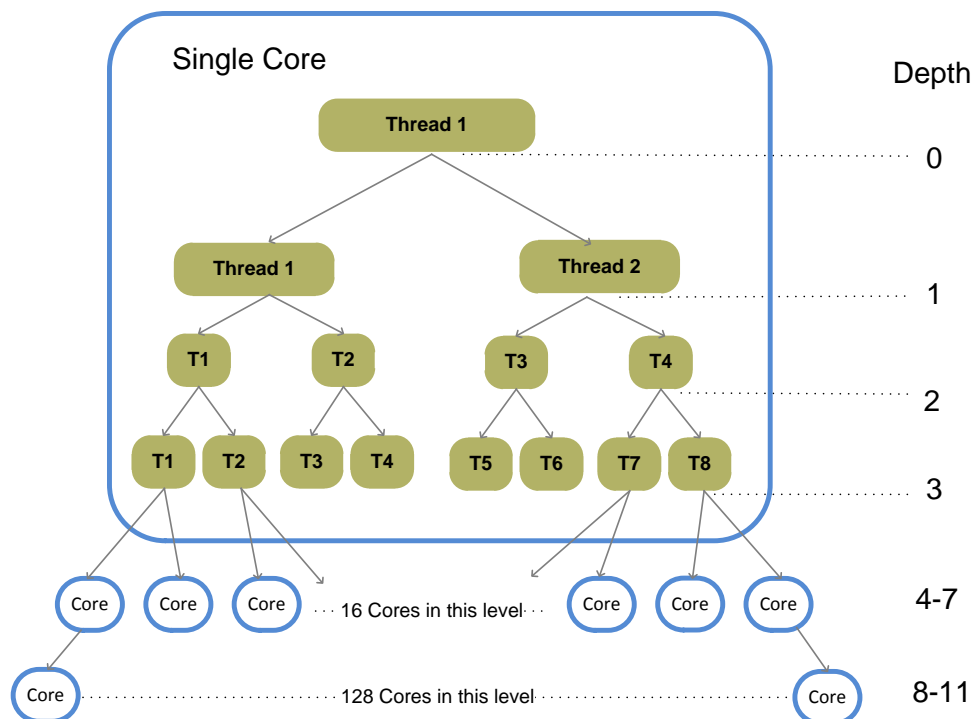 Single Core
Depth
Thread 1
0
Thread 1
Thread 2
1
T1 T2 T3 T4
2
T1 T2 T3 T4 T5 T6 T7 T8
3
Core Core Core 16 Cores in this level Core Core Core
4-7
Core 128 Cores in this level Core
8-11